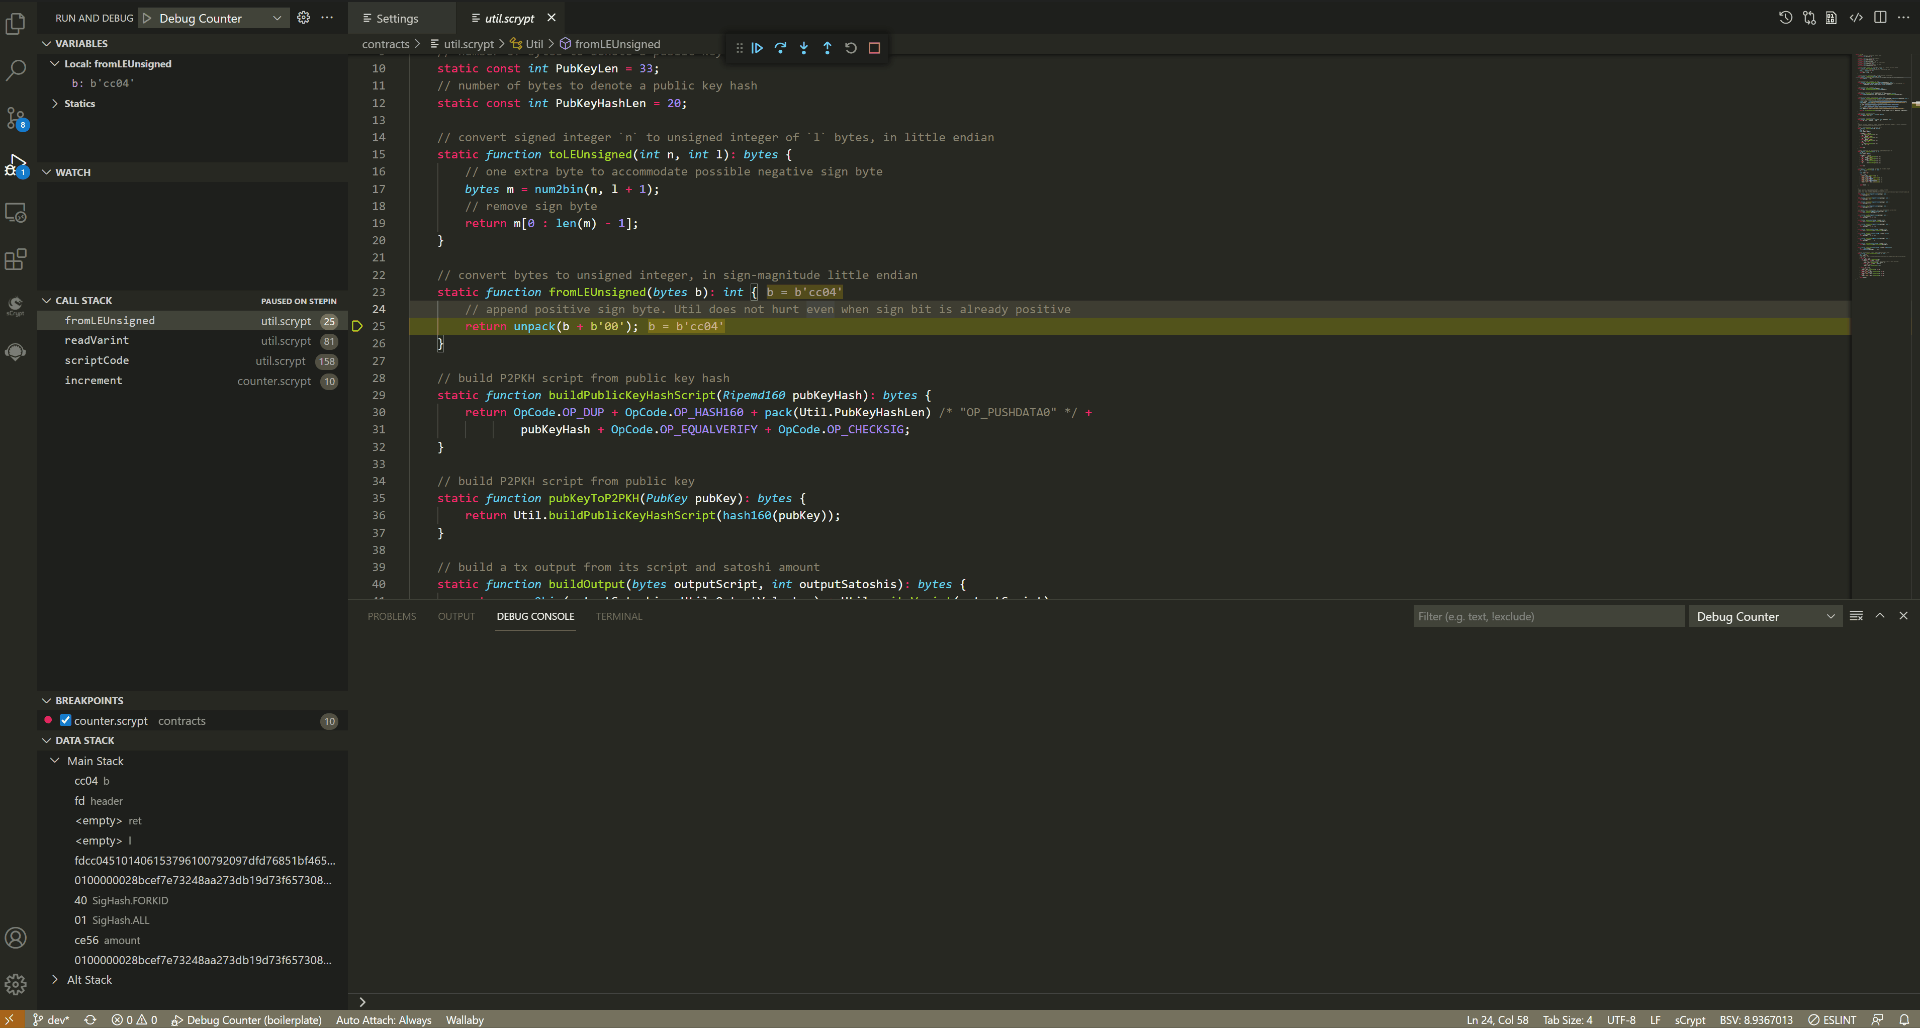 RUN AND DEBUG Debug Counter
Settings
util.scrypt
contracts > util.scrypt > Util > fromLEUnsigned
VARIABLES
Local: fromLEUnsigned
b: b'cc04'
Statics
WATCH
CALL STACK PAUSED ON STEPIN
fromLEUnsigned util.scrypt 25
readVarint util.scrypt 81
scriptCode util.scrypt 158
increment counter.scrypt 10
BREAKPOINTS
counter.scrypt contracts 10
DATA STACK
Main Stack
cc04 b
fd header
<empty> ret
<empty> l
fdcc045101406153796100792097dfd76851bf465...
0100000028bcef7e73248aa273db19d73f657308...
40 SigHash.FORKID
01 SigHash.ALL
ce56 amount
0100000028bcef7e73248aa273db19d73f657308...
Alt Stack
8
1
10 static const int PubKeyLen = 33;
11 // number of bytes to denote a public key hash
12 static const int PubKeyHashLen = 20;
13
14 // convert signed integer `n` to unsigned integer of `l` bytes, in little endian
15 static function toLEUnsigned(int n, int l): bytes {
16 // one extra byte to accommodate possible negative sign byte
17 bytes m = num2bin(n, l + 1);
18 // remove sign byte
19 return m[0 : len(m) - 1];
20 }
21
22 // convert bytes to unsigned integer, in sign-magnitude little endian
23 static function fromLEUnsigned(bytes b): int { b = b'cc04'
24 // append positive sign byte. Util does not hurt even when sign bit is already positive
25 return unpack(b + b'00'); b = b'cc04'
26 }
27
28 // build P2PKH script from public key hash
29 static function buildPublicKeyHashScript(Ripemd160 pubKeyHash): bytes {
30 return OpCode.OP_DUP + OpCode.OP_HASH160 + pack(Util.PubKeyHashLen) /* "OP_PUSHDATA0" */ +
31 pubKeyHash + OpCode.OP_EQUALVERIFY + OpCode.OP_CHECKSIG;
32 }
33
34 // build P2PKH script from public key
35 static function pubKeyToP2PKH(PubKey pubKey): bytes {
36 return Util.buildPublicKeyHashScript(hash160(pubKey));
37 }
38
39 // build a tx output from its script and satoshi amount
40 static function buildOutput(bytes outputScript, int outputSatoshis): bytes {
PROBLEMS OUTPUT DEBUG CONSOLE TERMINAL
Filter (e.g. text, !exclude) Debug Counter
dev* 0 0 Debug Counter (boilerplate) Auto Attach: Always Wallaby
Ln 24, Col 58 Tab Size: 4 UTF-8 LF sCrypt BSV: 8.9367013 ESLINT